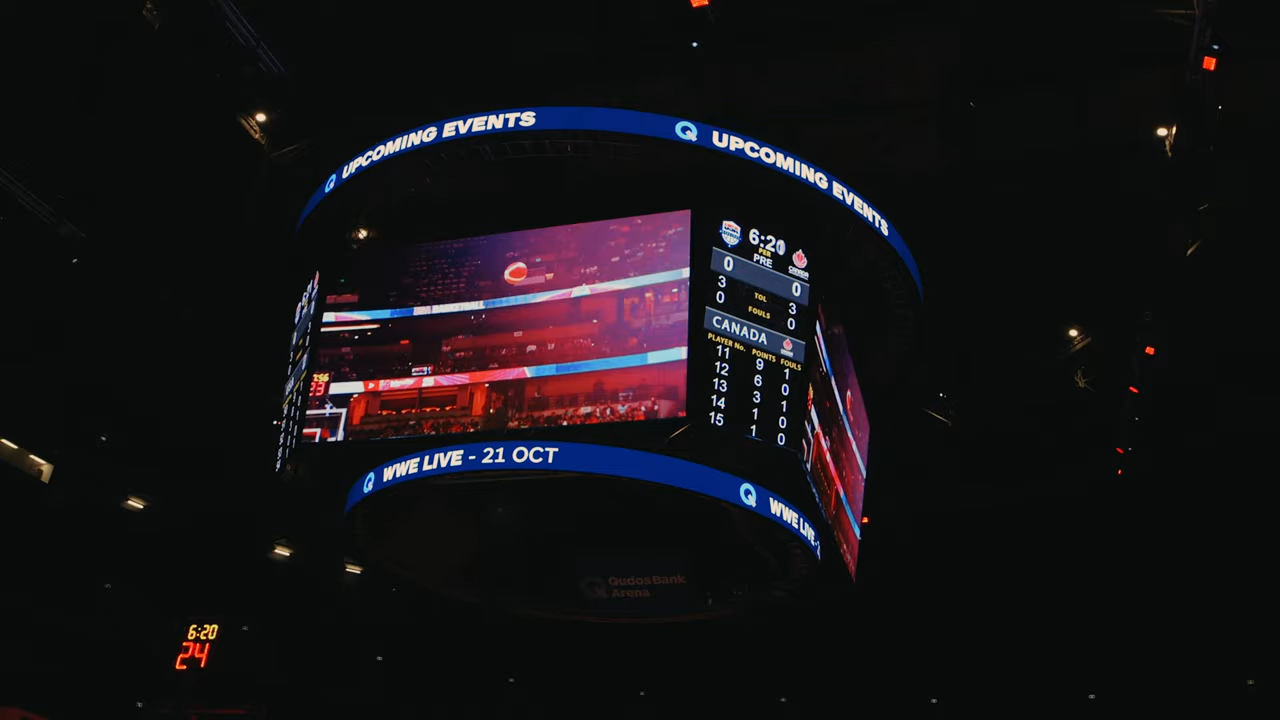 UPCOMING EVENTS
UPCOMING EVENTS
6:20
PER
PRE
CANADA
0 0
3 TOL 3
0 FOULS 0
CANADA
PLAYER No. POINTS FOULS
11 9 1
12 6 0
13 3 1
14 1 0
15 1 0
WWE LIVE - 21 OCT
WWE LIVE -
Qudos Bank
Arena
6:20
24